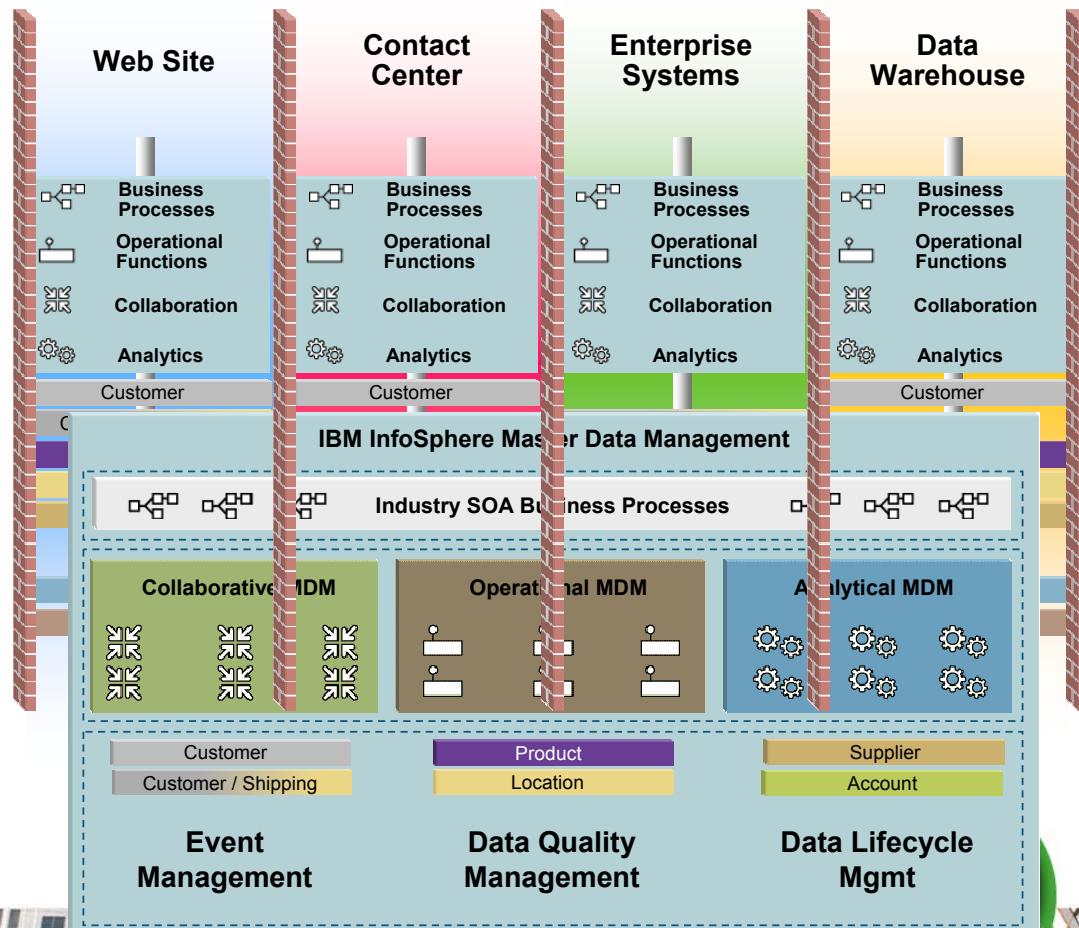 Web Site
Contact
Center
Enterprise
Systems
Data
Warehouse
Business
Processes
Operational
Functions
Collaboration
Analytics
Customer
Business
Processes
Operational
Functions
Collaboration
Analytics
Customer
Business
Processes
Operational
Functions
Collaboration
Analytics
Business
Processes
Operational
Functions
Collaboration
Analytics
Customer
IBM InfoSphere Master Data Management
Industry SOA Business Processes
Collaborative MDM
Operational MDM
Analytical MDM
Customer
Customer / Shipping
Product
Location
Supplier
Account
Event
Management
Data Quality
Management
Data Lifecycle
Mgmt